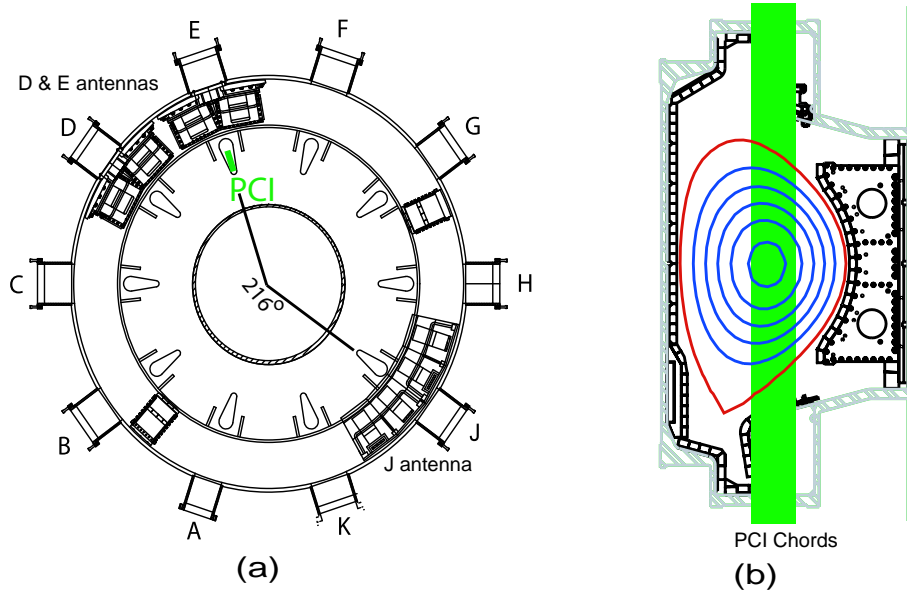 E
F
D & E antennas
D
G
PCI
C
216°
H
B
J
J antenna
A
K
(a)
PCI Chords
(b)